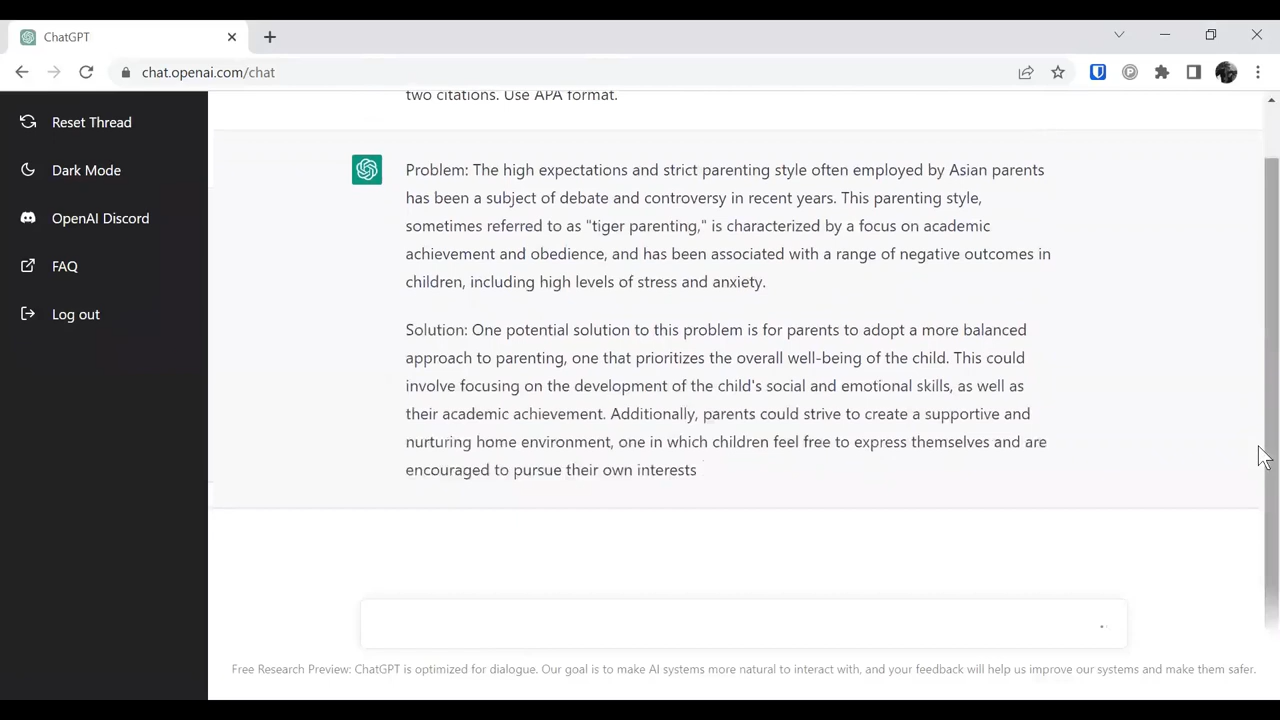 ChatGPT
chat.openai.com/chat
Reset Thread
Dark Mode
OpenAI Discord
FAQ
Log out
two citations. Use APA format.
Problem: The high expectations and strict parenting style often employed by Asian parents
has been a subject of debate and controversy in recent years. This parenting style,
sometimes referred to as "tiger parenting," is characterized by a focus on academic
achievement and obedience, and has been associated with a range of negative outcomes in
children, including high levels of stress and anxiety.
Solution: One potential solution to this problem is for parents to adopt a more balanced
approach to parenting, one that prioritizes the overall well-being of the child. This could
involve focusing on the development of the child's social and emotional skills, as well as
their academic achievement. Additionally, parents could strive to create a supportive and
nurturing home environment, one in which children feel free to express themselves and are
encouraged to pursue their own interests
Free Research Preview: ChatGPT is optimized for dialogue. Our goal is to make AI systems more natural to interact with, and your feedback will help us improve our systems and make them safer.